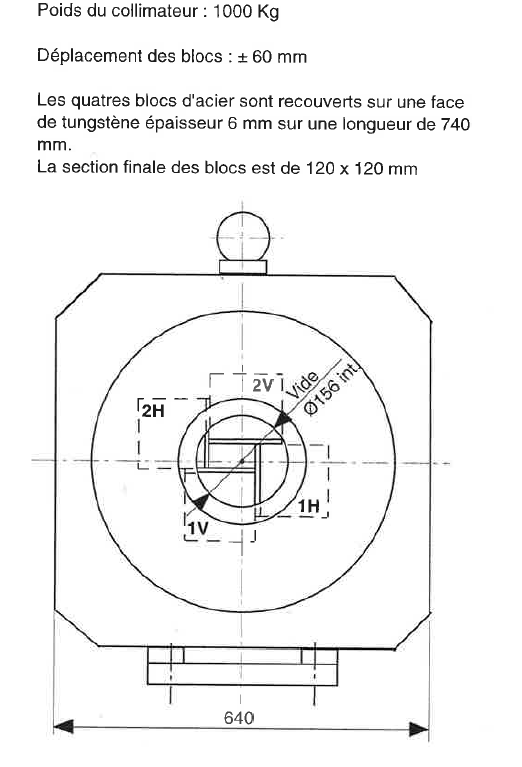 Poids du collimateur : 1000 Kg
Déplacement des blocs : ± 60 mm
Les quatres blocs d'acier sont recouverts sur une face
de tungstène épaisseur 6 mm sur une longueur de 740
mm.
La section finale des blocs est de 120 x 120 mm
2V
Vide
Ø156 int.
2H
1H
1V
640